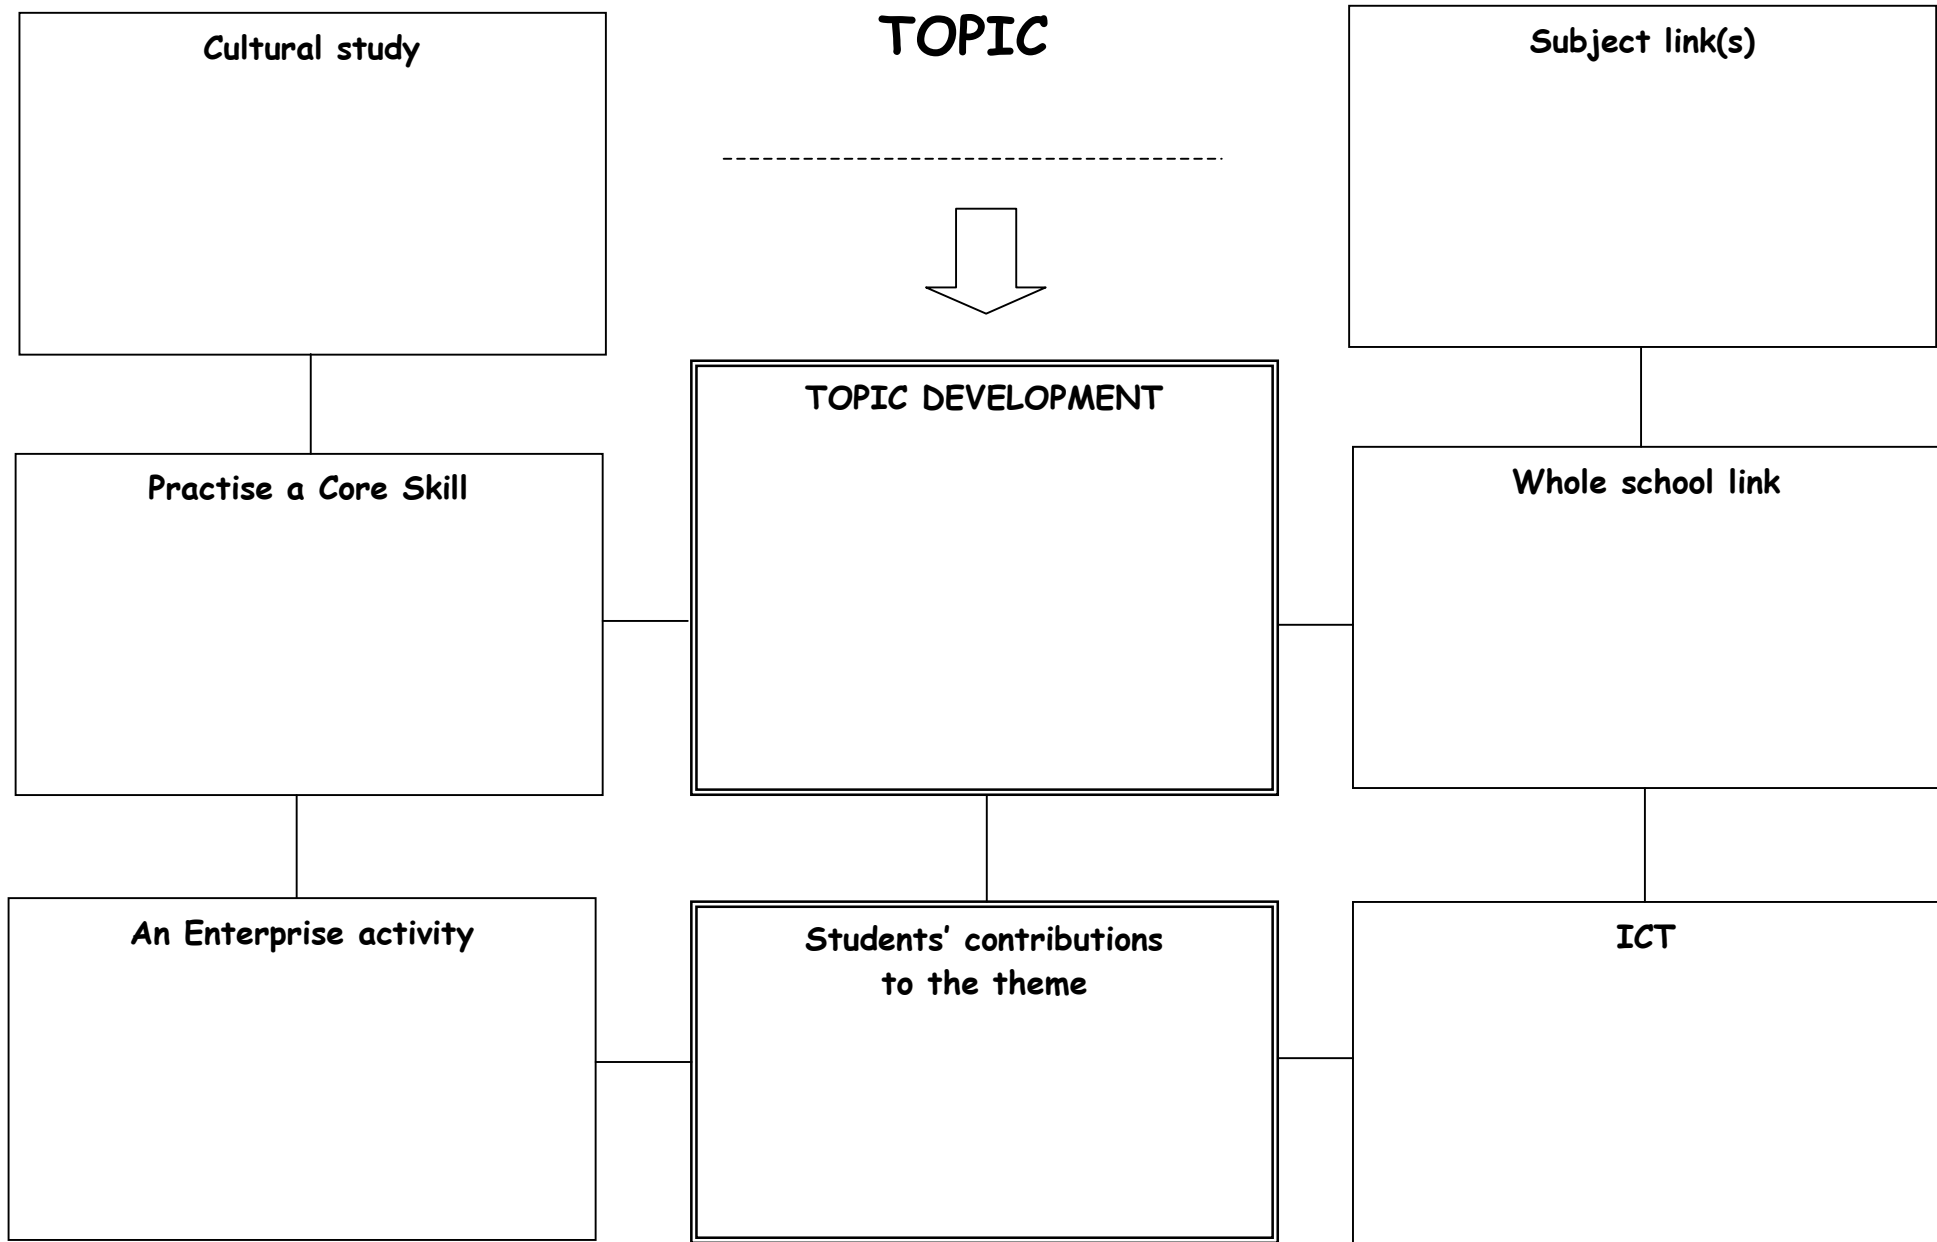 TOPIC
Cultural study
Subject link(s)
TOPIC DEVELOPMENT
Practise a Core Skill
Whole school link
An Enterprise activity
Students’ contributions
to the theme
ICT